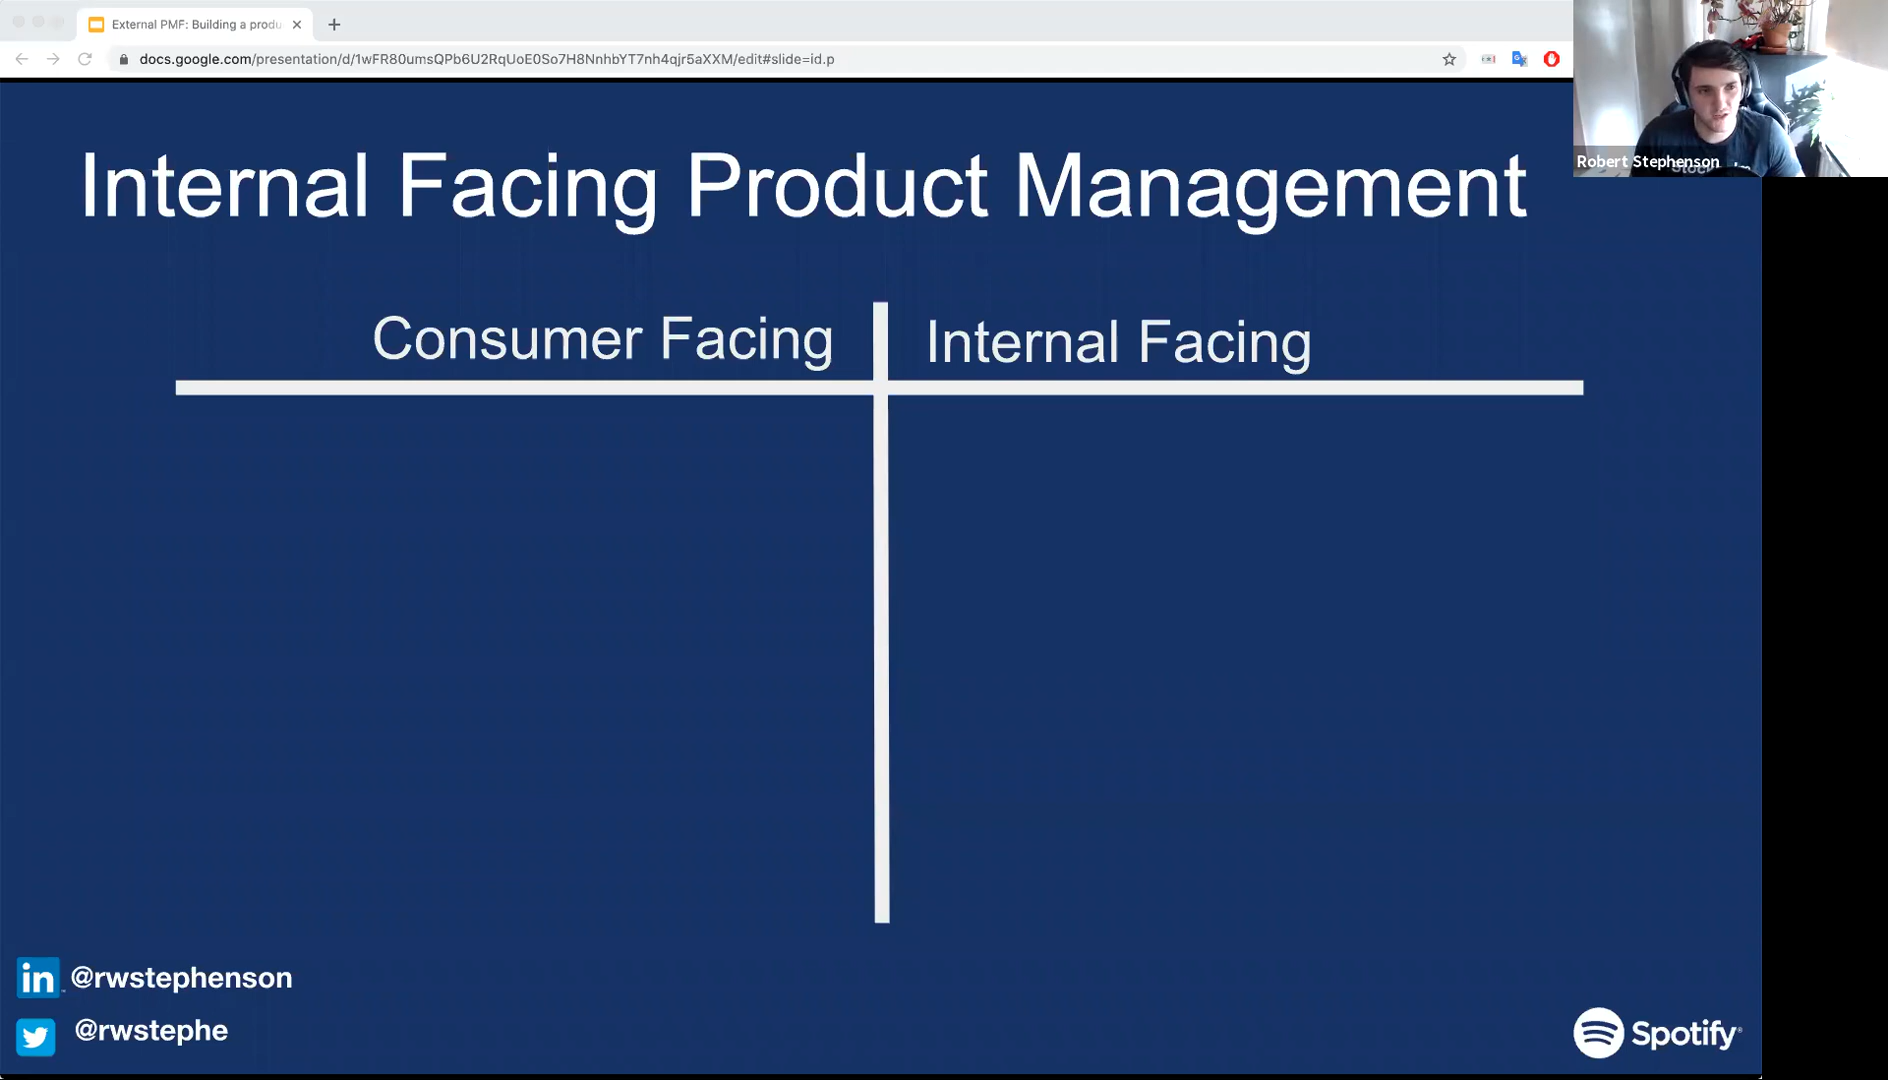 External PMF: Building a produ
docs.google.com/presentation/d/1wFR80umsQPb6U2RqUoE0So7H8NnhbYT7nh4qjr5aXXM/edit#slide=id.p
Robert Stephenson
Internal Facing Product Management
Consumer Facing
Internal Facing
in @rwstephenson
@rwstephe
Spotify